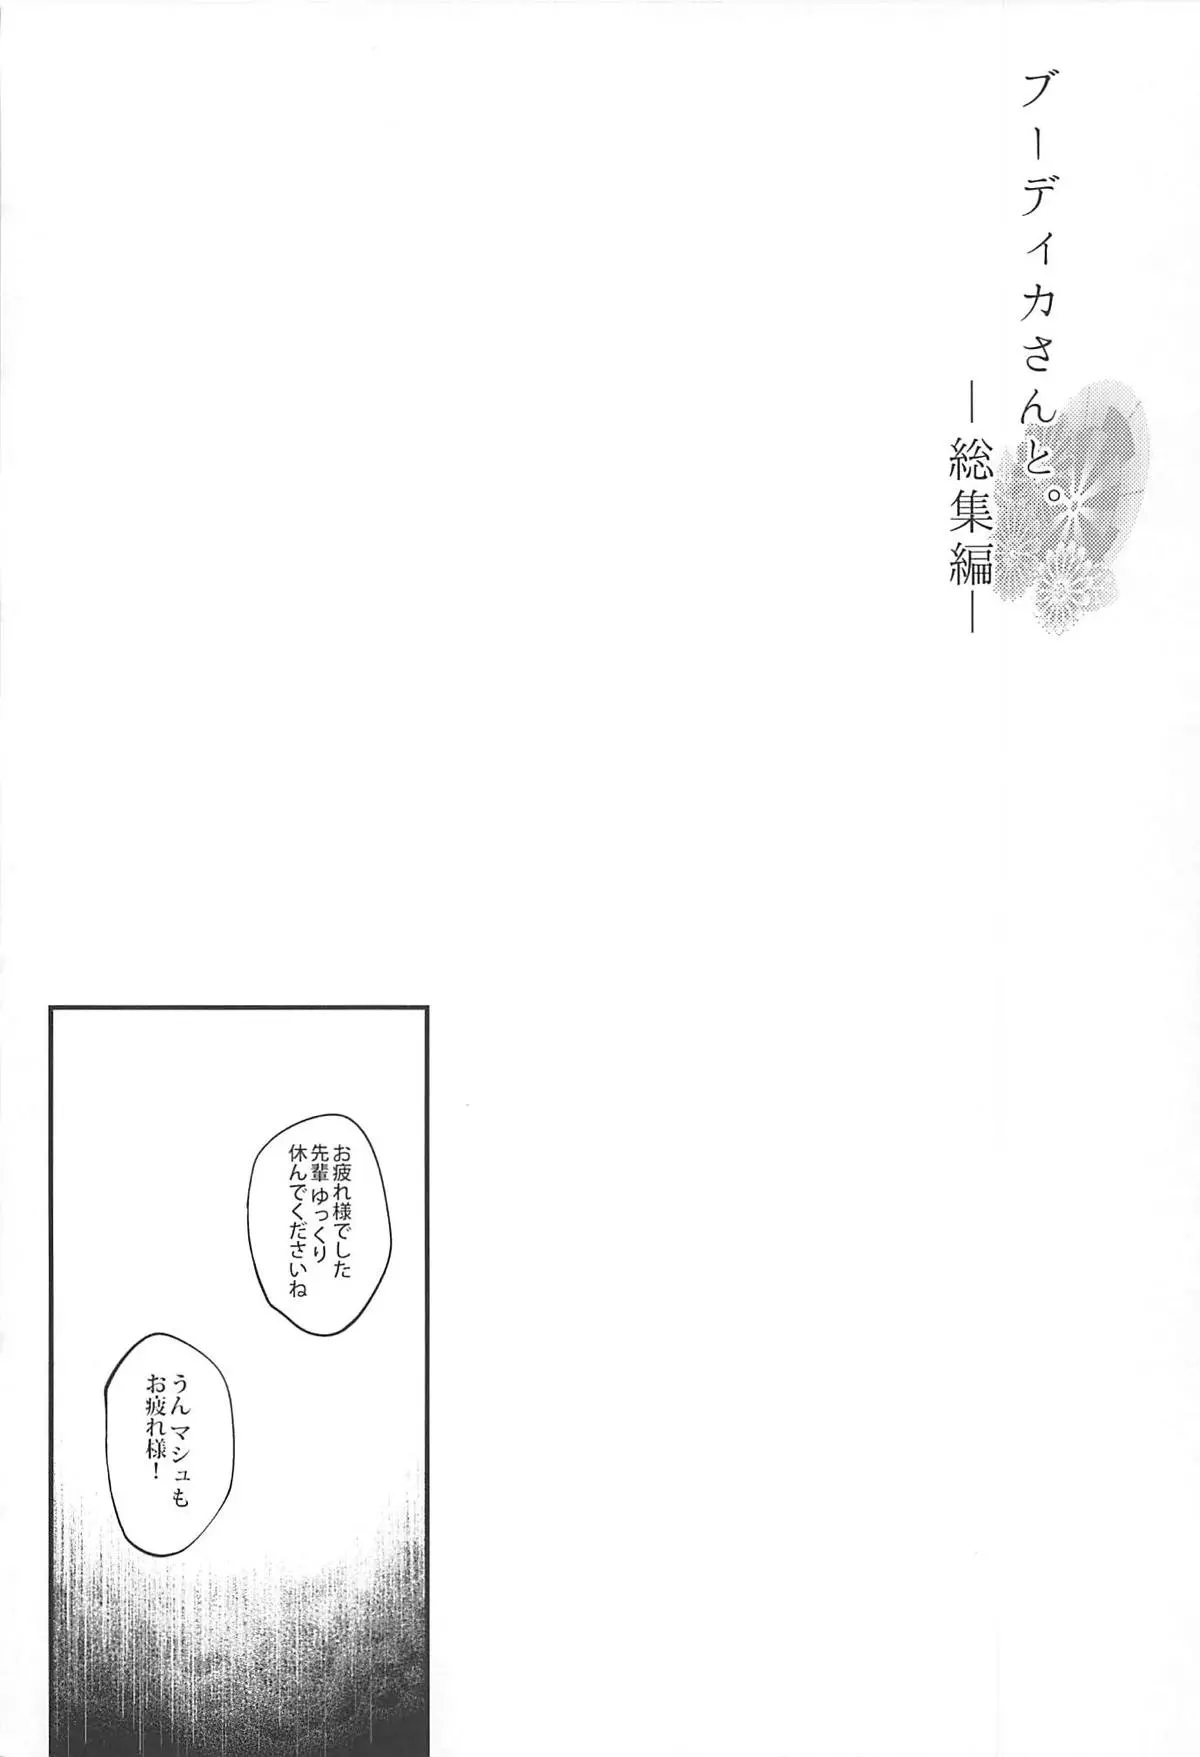 ブーディカさんと。
―総集編―
お疲れ様でした
先輩ゆっくり
休んでくださいね
うんマシュも
お疲れ様!